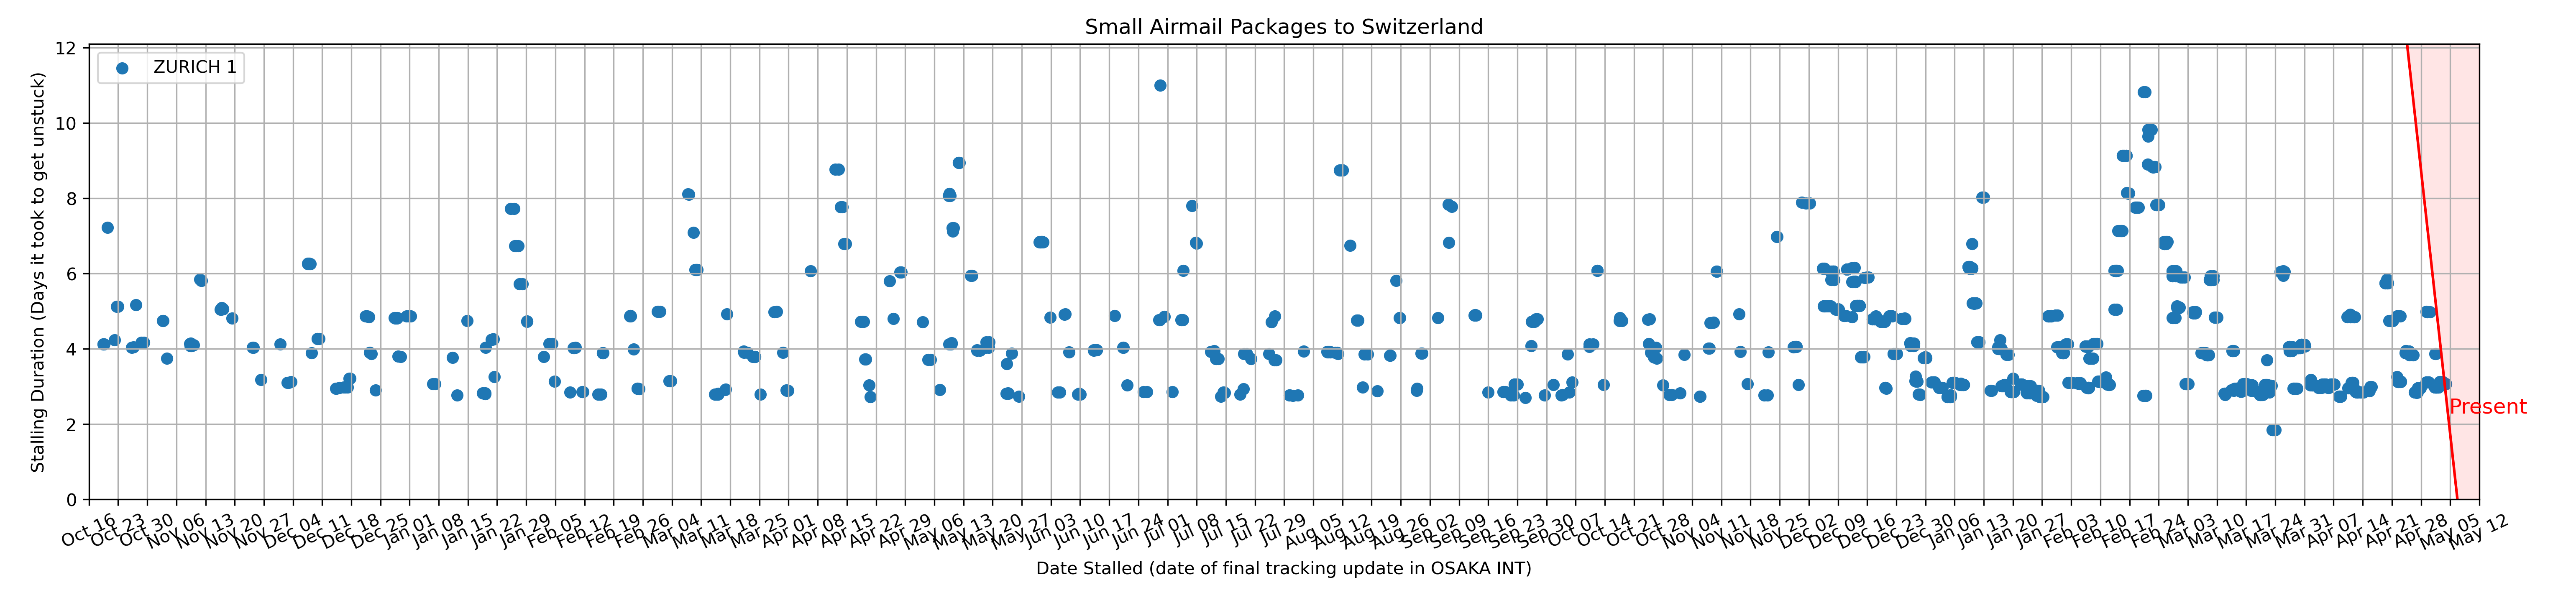 Small Airmail Packages to Switzerland
Stalling Duration (Days it took to get unstuck)
12
10
8
6
4
2
0
ZURICH 1
Present
Oct 16
Oct 23
Oct 30
Nov 06
Nov 13
Nov 20
Nov 27
Dec 04
Dec 11
Dec 18
Dec 25
Jan 01
Jan 08
Jan 15
Jan 22
Jan 29
Feb 05
Feb 12
Feb 19
Feb 26
Mar 04
Mar 11
Mar 18
Mar 25
Apr 01
Apr 08
Apr 15
Apr 22
Apr 29
May 06
May 13
May 20
May 27
Jun 03
Jun 10
Jun 17
Jun 24
Jul 01
Jul 08
Jul 15
Jul 22
Jul 29
Aug 05
Aug 12
Aug 19
Aug 26
Sep 02
Sep 09
Sep 16
Sep 23
Sep 30
Oct 07
Oct 14
Oct 21
Oct 28
Nov 04
Nov 11
Nov 18
Nov 25
Dec 02
Dec 09
Dec 16
Dec 23
Dec 30
Jan 06
Jan 13
Jan 20
Jan 27
Feb 03
Feb 10
Feb 17
Feb 24
Mar 03
Mar 10
Mar 17
Mar 24
Mar 31
Apr 07
Apr 14
Apr 21
Apr 28
May 05
May 12
Date Stalled (date of final tracking update in OSAKA INT)